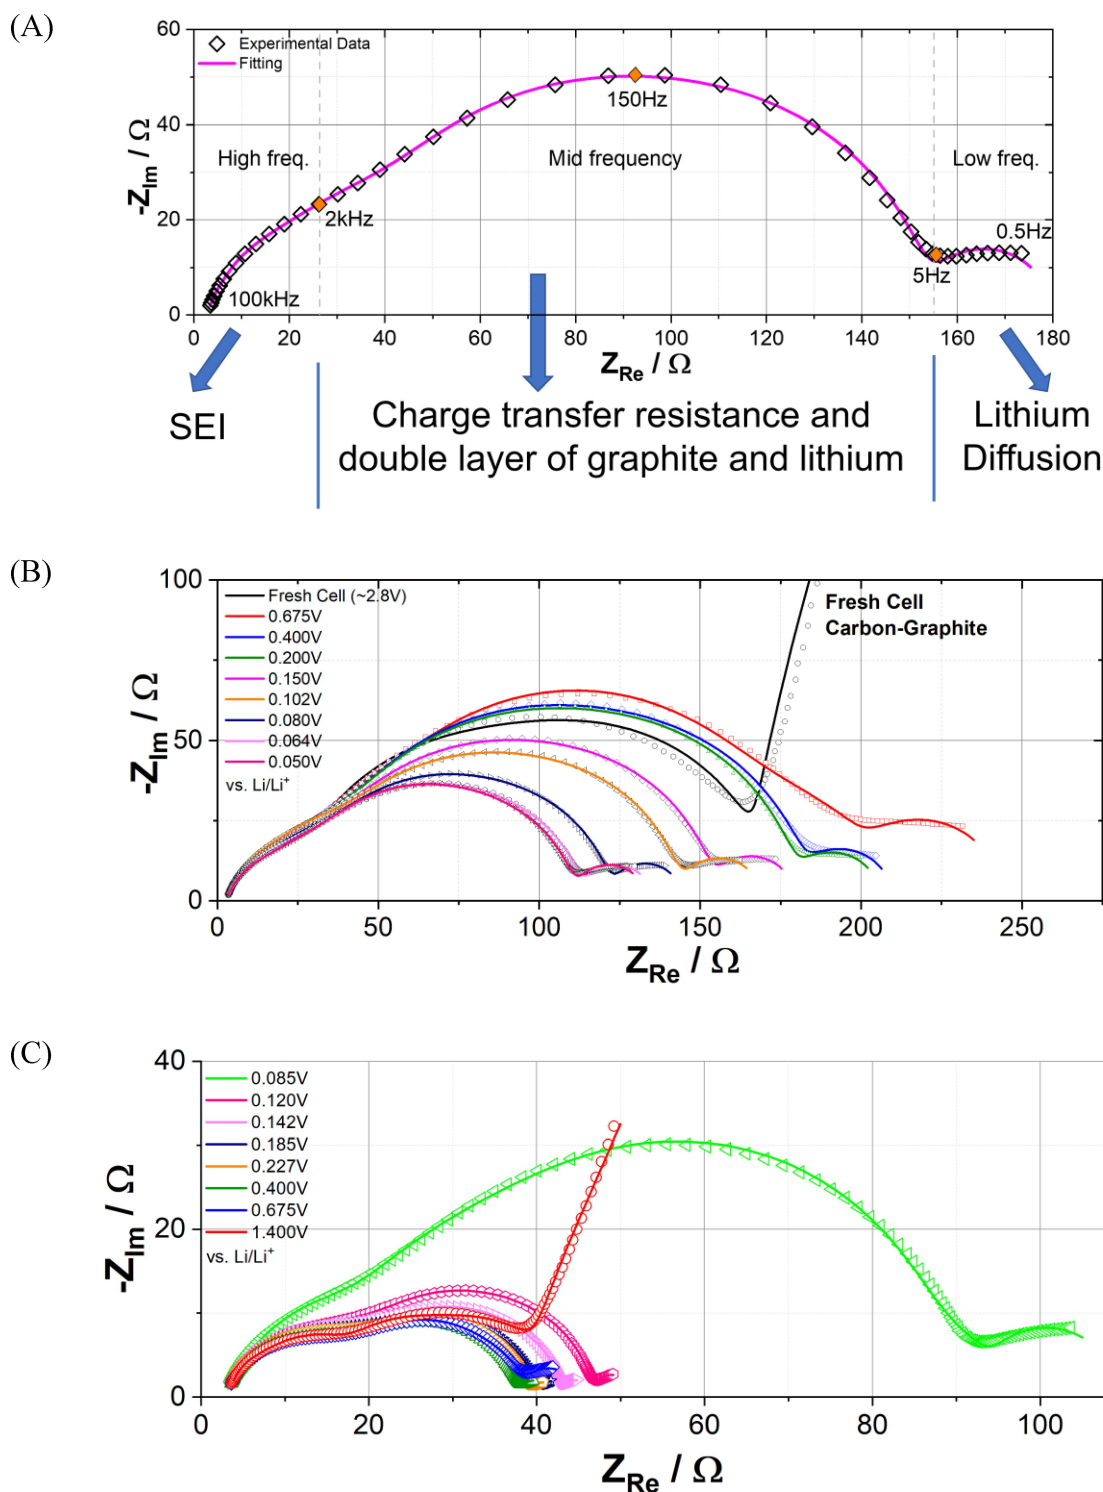 (A)
60
40
20
0
-Z_Im / Ω
Experimental Data
Fitting
High freq.
Mid frequency
Low freq.
150Hz
2kHz
100kHz
0.5Hz
5Hz
0 20 40 60 80 100 120 140 160 180
Z_Re / Ω
SEI
Charge transfer resistance and
double layer of graphite and lithium
Lithium
Diffusion
(B)
100
50
0
-Z_Im / Ω
Fresh Cell (~2.8V)
0.675V
0.400V
0.200V
0.150V
0.102V
0.080V
0.064V
0.050V
vs. Li/Li⁺
Fresh Cell
Carbon-Graphite
0 50 100 150 200 250
Z_Re / Ω
(C)
40
20
0
-Z_Im / Ω
0.085V
0.120V
0.142V
0.185V
0.227V
0.400V
0.675V
1.400V
vs. Li/Li⁺
0 20 40 60 80 100
Z_Re / Ω